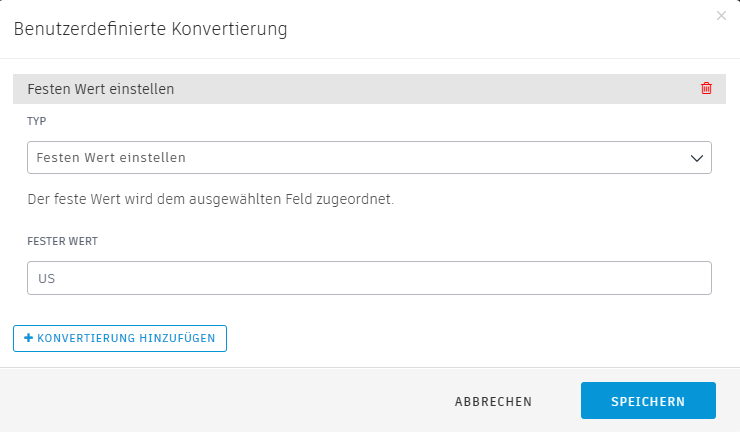 Benutzerdefinierte Konvertierung
Festen Wert einstellen
TYP
Festen Wert einstellen
Der feste Wert wird dem ausgewählten Feld zugeordnet.
FESTER WERT
US
+ KONVERTIERUNG HINZUFÜGEN
ABBRECHEN SPEICHERN